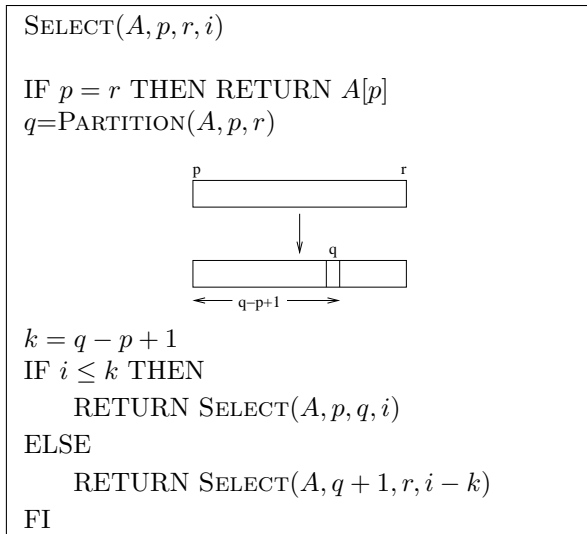 SELECT(A, p, r, i)
IF p = r THEN RETURN A[p]
q=PARTITION(A, p, r)
p r
q
q−p+1
k = q − p + 1
IF i ≤ k THEN
RETURN SELECT(A, p, q, i)
ELSE
RETURN SELECT(A, q + 1, r, i − k)
FI